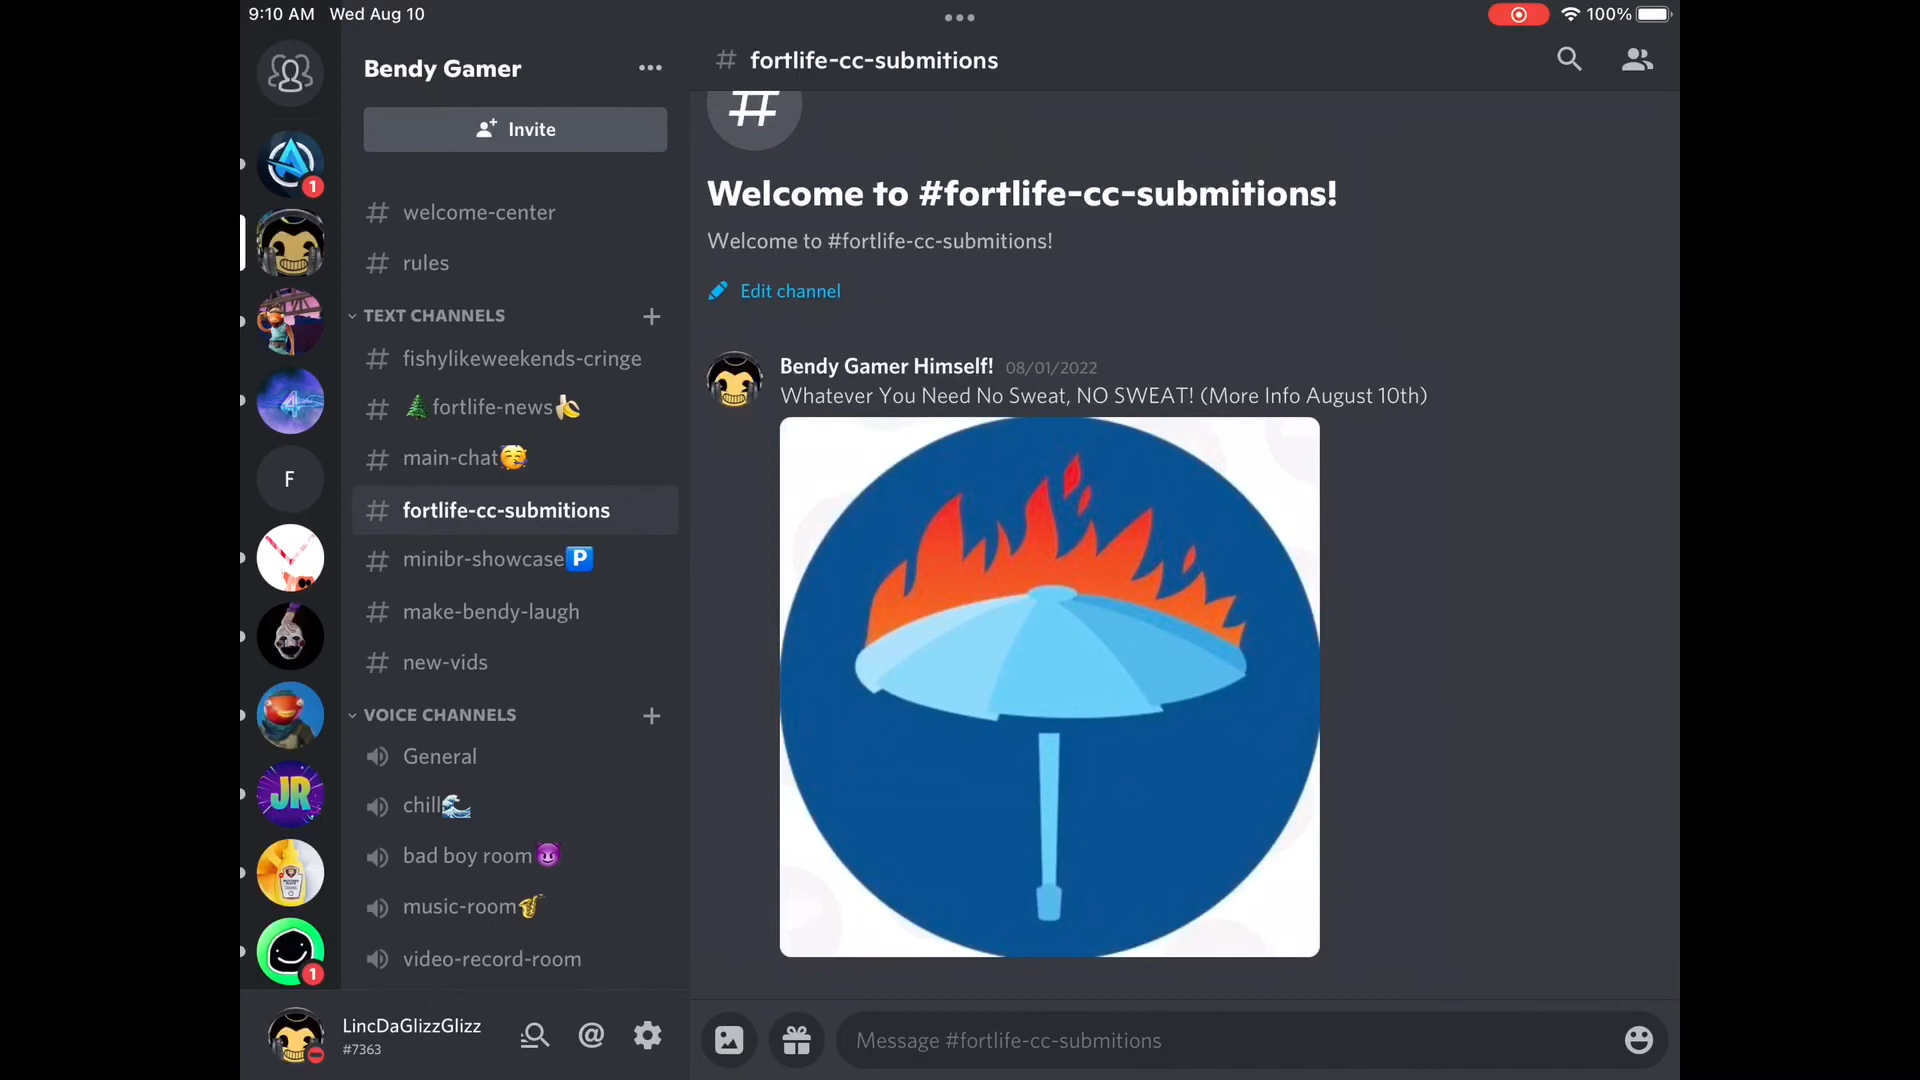 9:10 AM Wed Aug 10
100%
Bendy Gamer
Invite
welcome-center
rules
TEXT CHANNELS
fishylikeweekends-cringe
🌲fortlife-news🍌
main-chat🥳
fortlife-cc-submitions
minibr-showcase🅿️
make-bendy-laugh
new-vids
VOICE CHANNELS
General
chill🌊
bad boy room😈
music-room🎷
video-record-room
LincDaGlizzGlizz
#7363
1
4
F
JR
1
# fortlife-cc-submitions
#
Welcome to #fortlife-cc-submitions!
Welcome to #fortlife-cc-submitions!
Edit channel
Bendy Gamer Himself! 08/01/2022
Whatever You Need No Sweat, NO SWEAT! (More Info August 10th)
Message #fortlife-cc-submitions